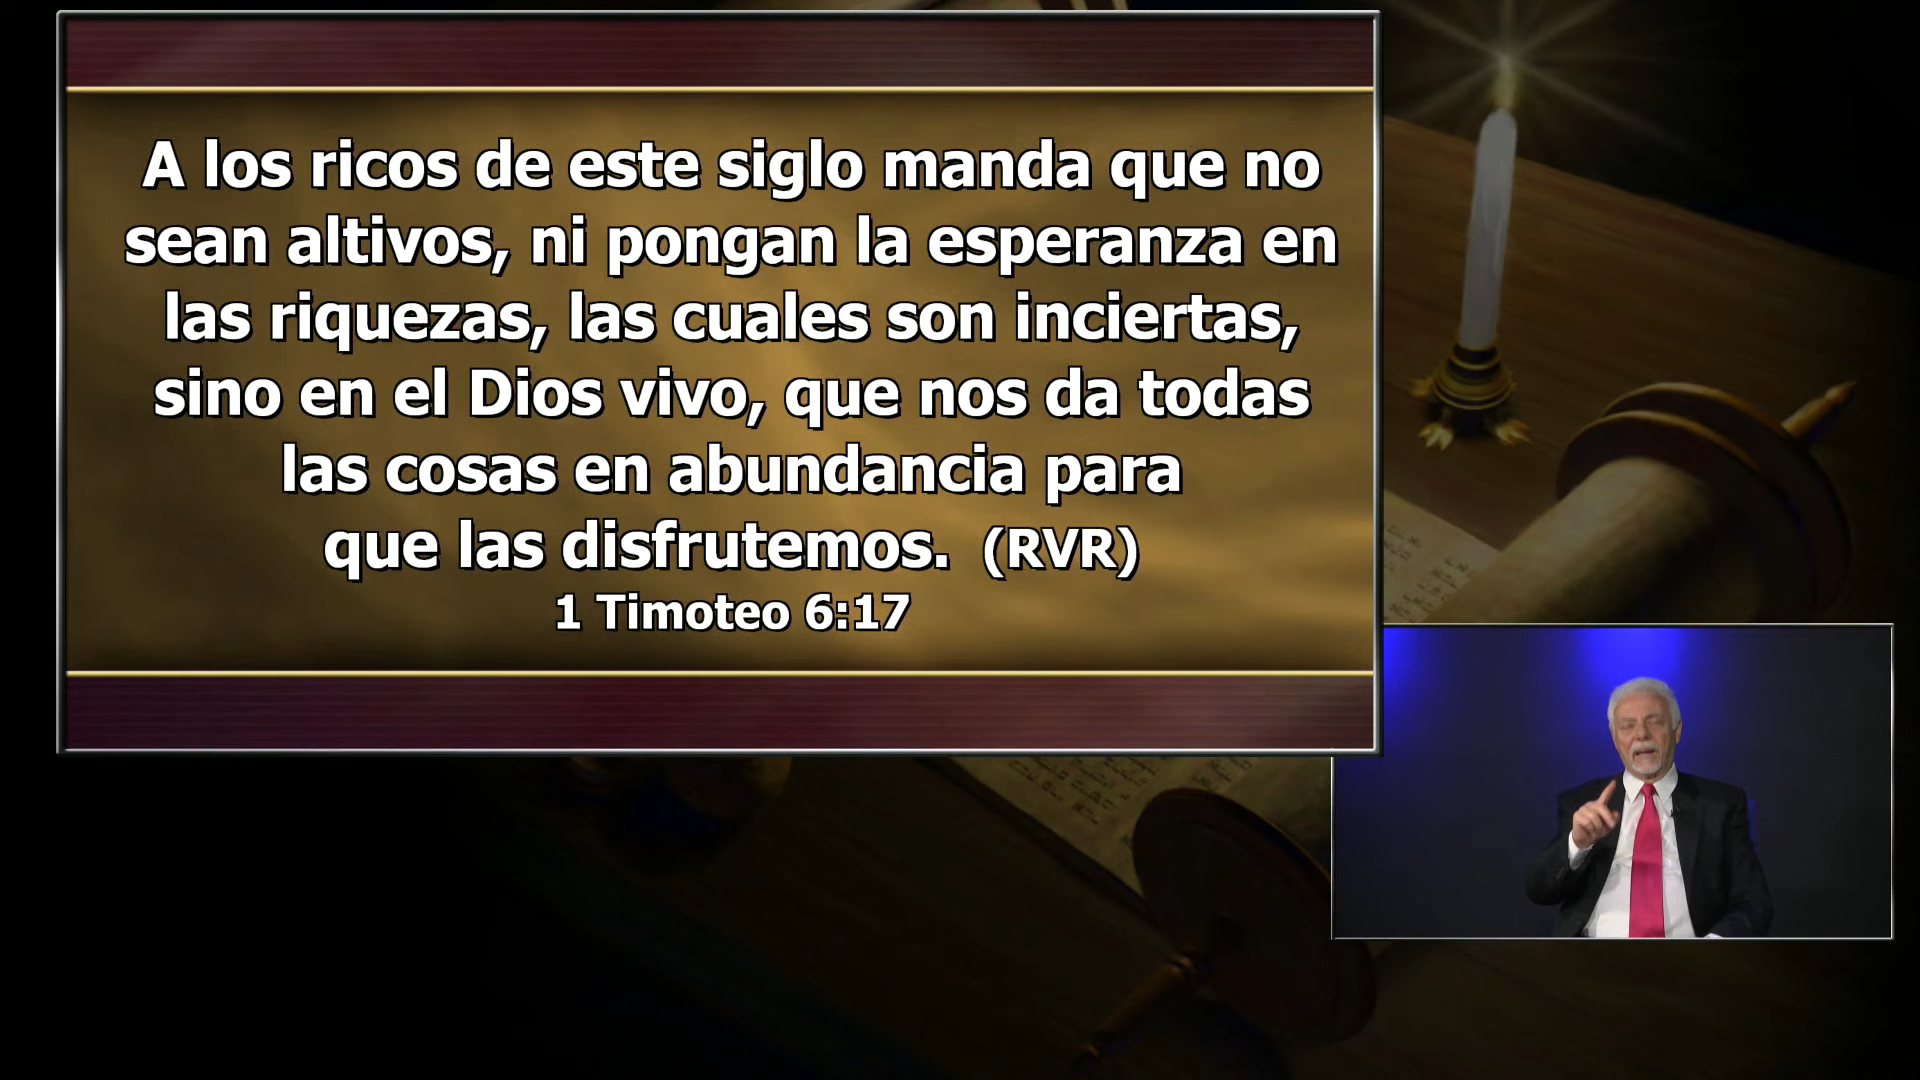 A los ricos de este siglo manda que no
sean altivos, ni pongan la esperanza en
las riquezas, las cuales son inciertas,
sino en el Dios vivo, que nos da todas
las cosas en abundancia para
que las disfrutemos. (RVR)
1 Timoteo 6:17